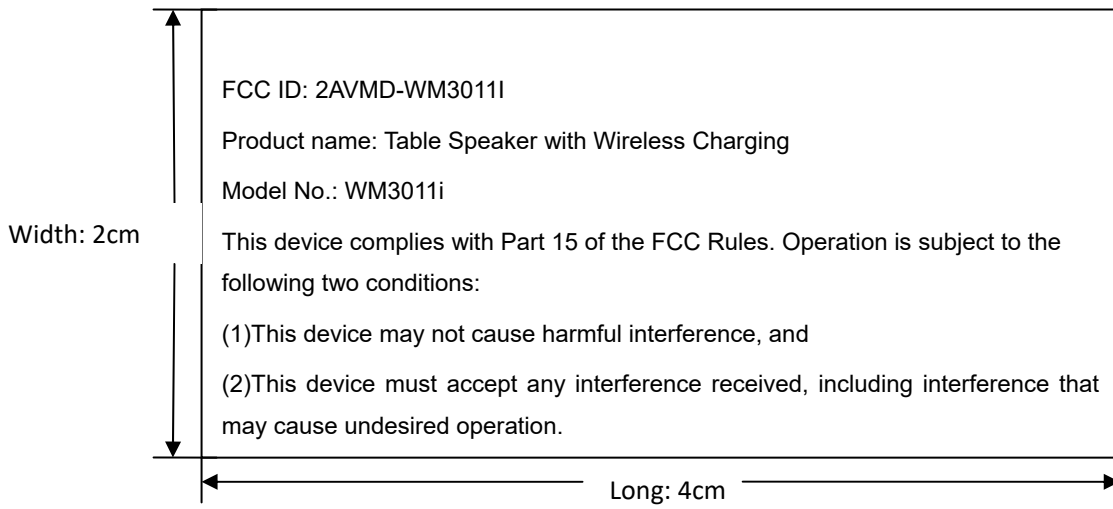 FCC ID: 2AVMD-WM3011I
Product name: Table Speaker with Wireless Charging
Model No.: WM3011i
Width: 2cm
This device complies with Part 15 of the FCC Rules. Operation is subject to the
following two conditions:
(1)This device may not cause harmful interference, and
(2)This device must accept any interference received, including interference that
may cause undesired operation.
Long: 4cm